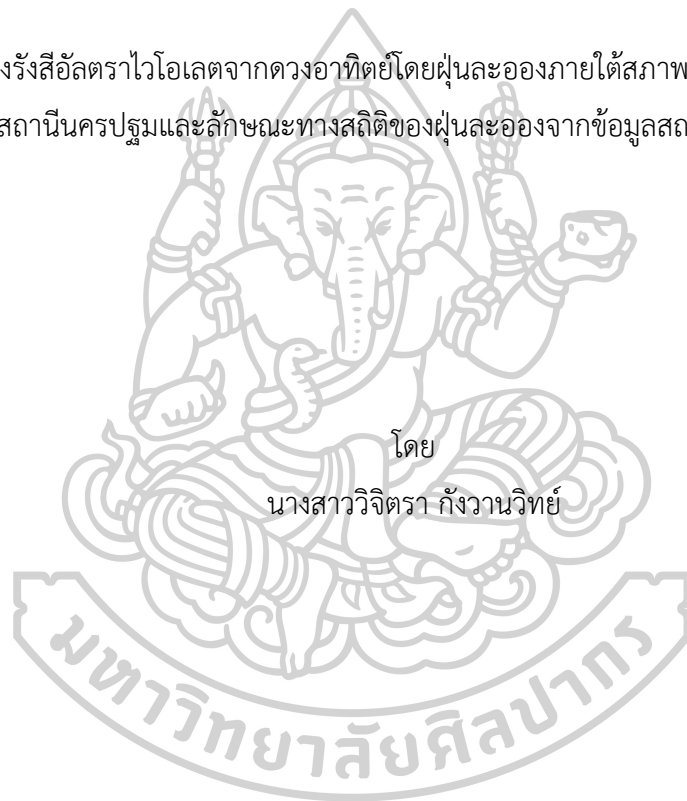 งรังสีอัลตราไวโอเลตจากดวงอาทิตย์โดยฝุ่นละอองภายใต้สภาพ
สถานีนครปฐมและลักษณะทางสถิติของฝุ่นละอองจากข้อมูลสถ
โดย
นางสาววิจิตรา กังวานวิทย์
มหาวิทยาลัยศิลปากร